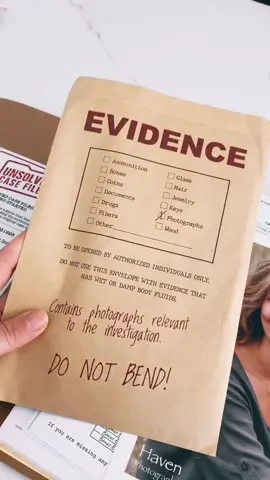 EVIDENCE
Ammunition
Bones
Coins
Documents
Drugs
Fibers
Other
Glass
Hair
Jewelry
Keys
Photographs
Wood
TO BE OPENED BY AUTHORIZED INDIVIDUALS ONLY.
DO NOT USE THIS ENVELOPE WITH EVIDENCE THAT
HAS WET OR DAMP BODY FLUIDS.
Contains photographs relevant
to the investigation.
DO NOT BEND!
UNSOLV
CASE FILE
If you are missing any
Haven
Photography